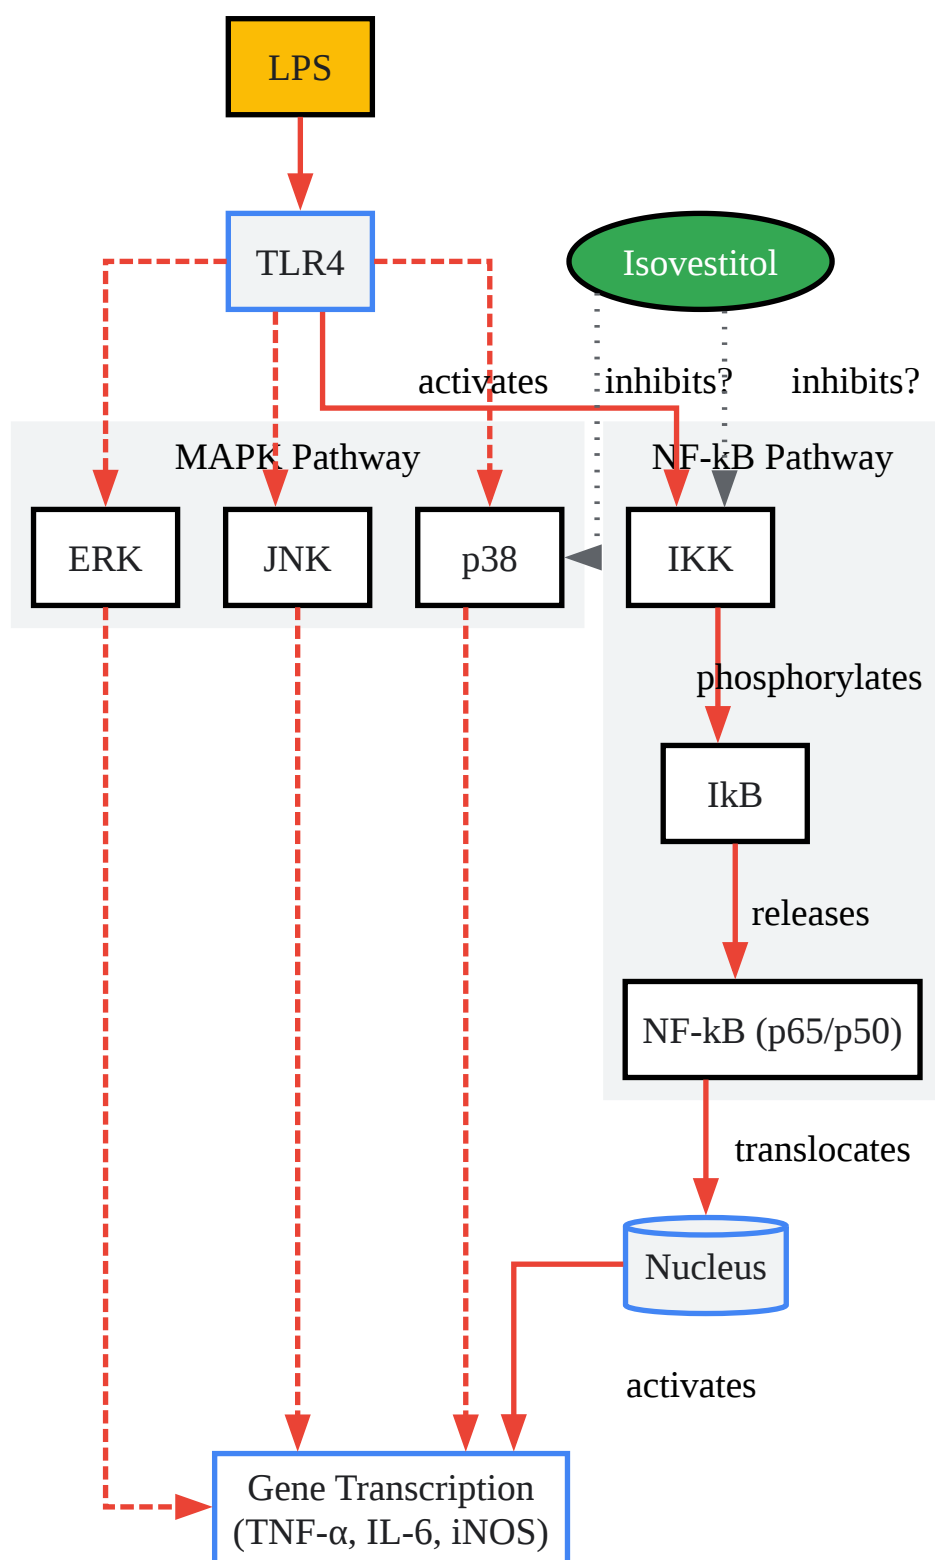 LPS
TLR4
Isovestitol
activates
inhibits?
inhibits?
MAPK Pathway
NF-kB Pathway
ERK
JNK
p38
IKK
phosphorylates
IkB
releases
NF-kB (p65/p50)
translocates
Nucleus
activates
Gene Transcription
(TNF-α, IL-6, iNOS)